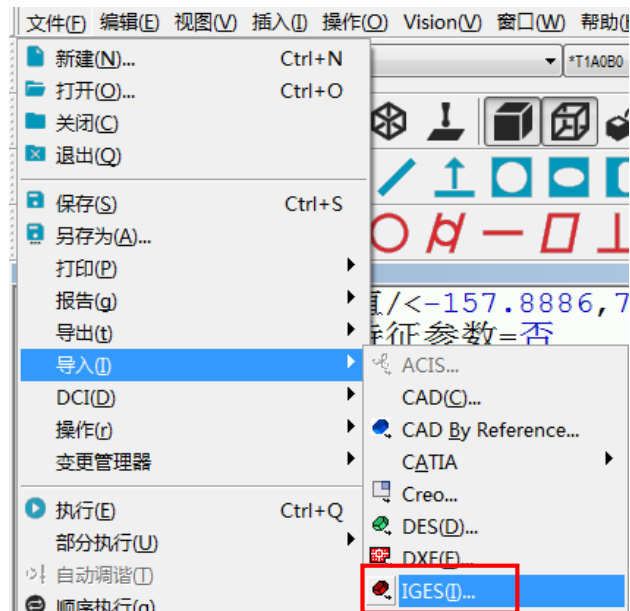 文件(F) 编辑(E) 视图(V) 插入(I) 操作(O) Vision(V) 窗口(W) 帮助(
新建(N)... Ctrl+N
*T1A0B0
打开(O)... Ctrl+O
关闭(C)
退出(Q)
保存(S) Ctrl+S
另存为(A)...
打印(P)
报告(g)
/<-157.8886,7
导出(t)
征参数=否
导入(I)
ACIS...
DCI(D)
CAD(C)...
操作(r)
CAD By Reference...
变更管理器
CATIA
Creo...
执行(E) Ctrl+Q
DES(D)...
部分执行(U)
DXF(F)...
自动调谐(T)
IGES(I)...
顺序执行(q)